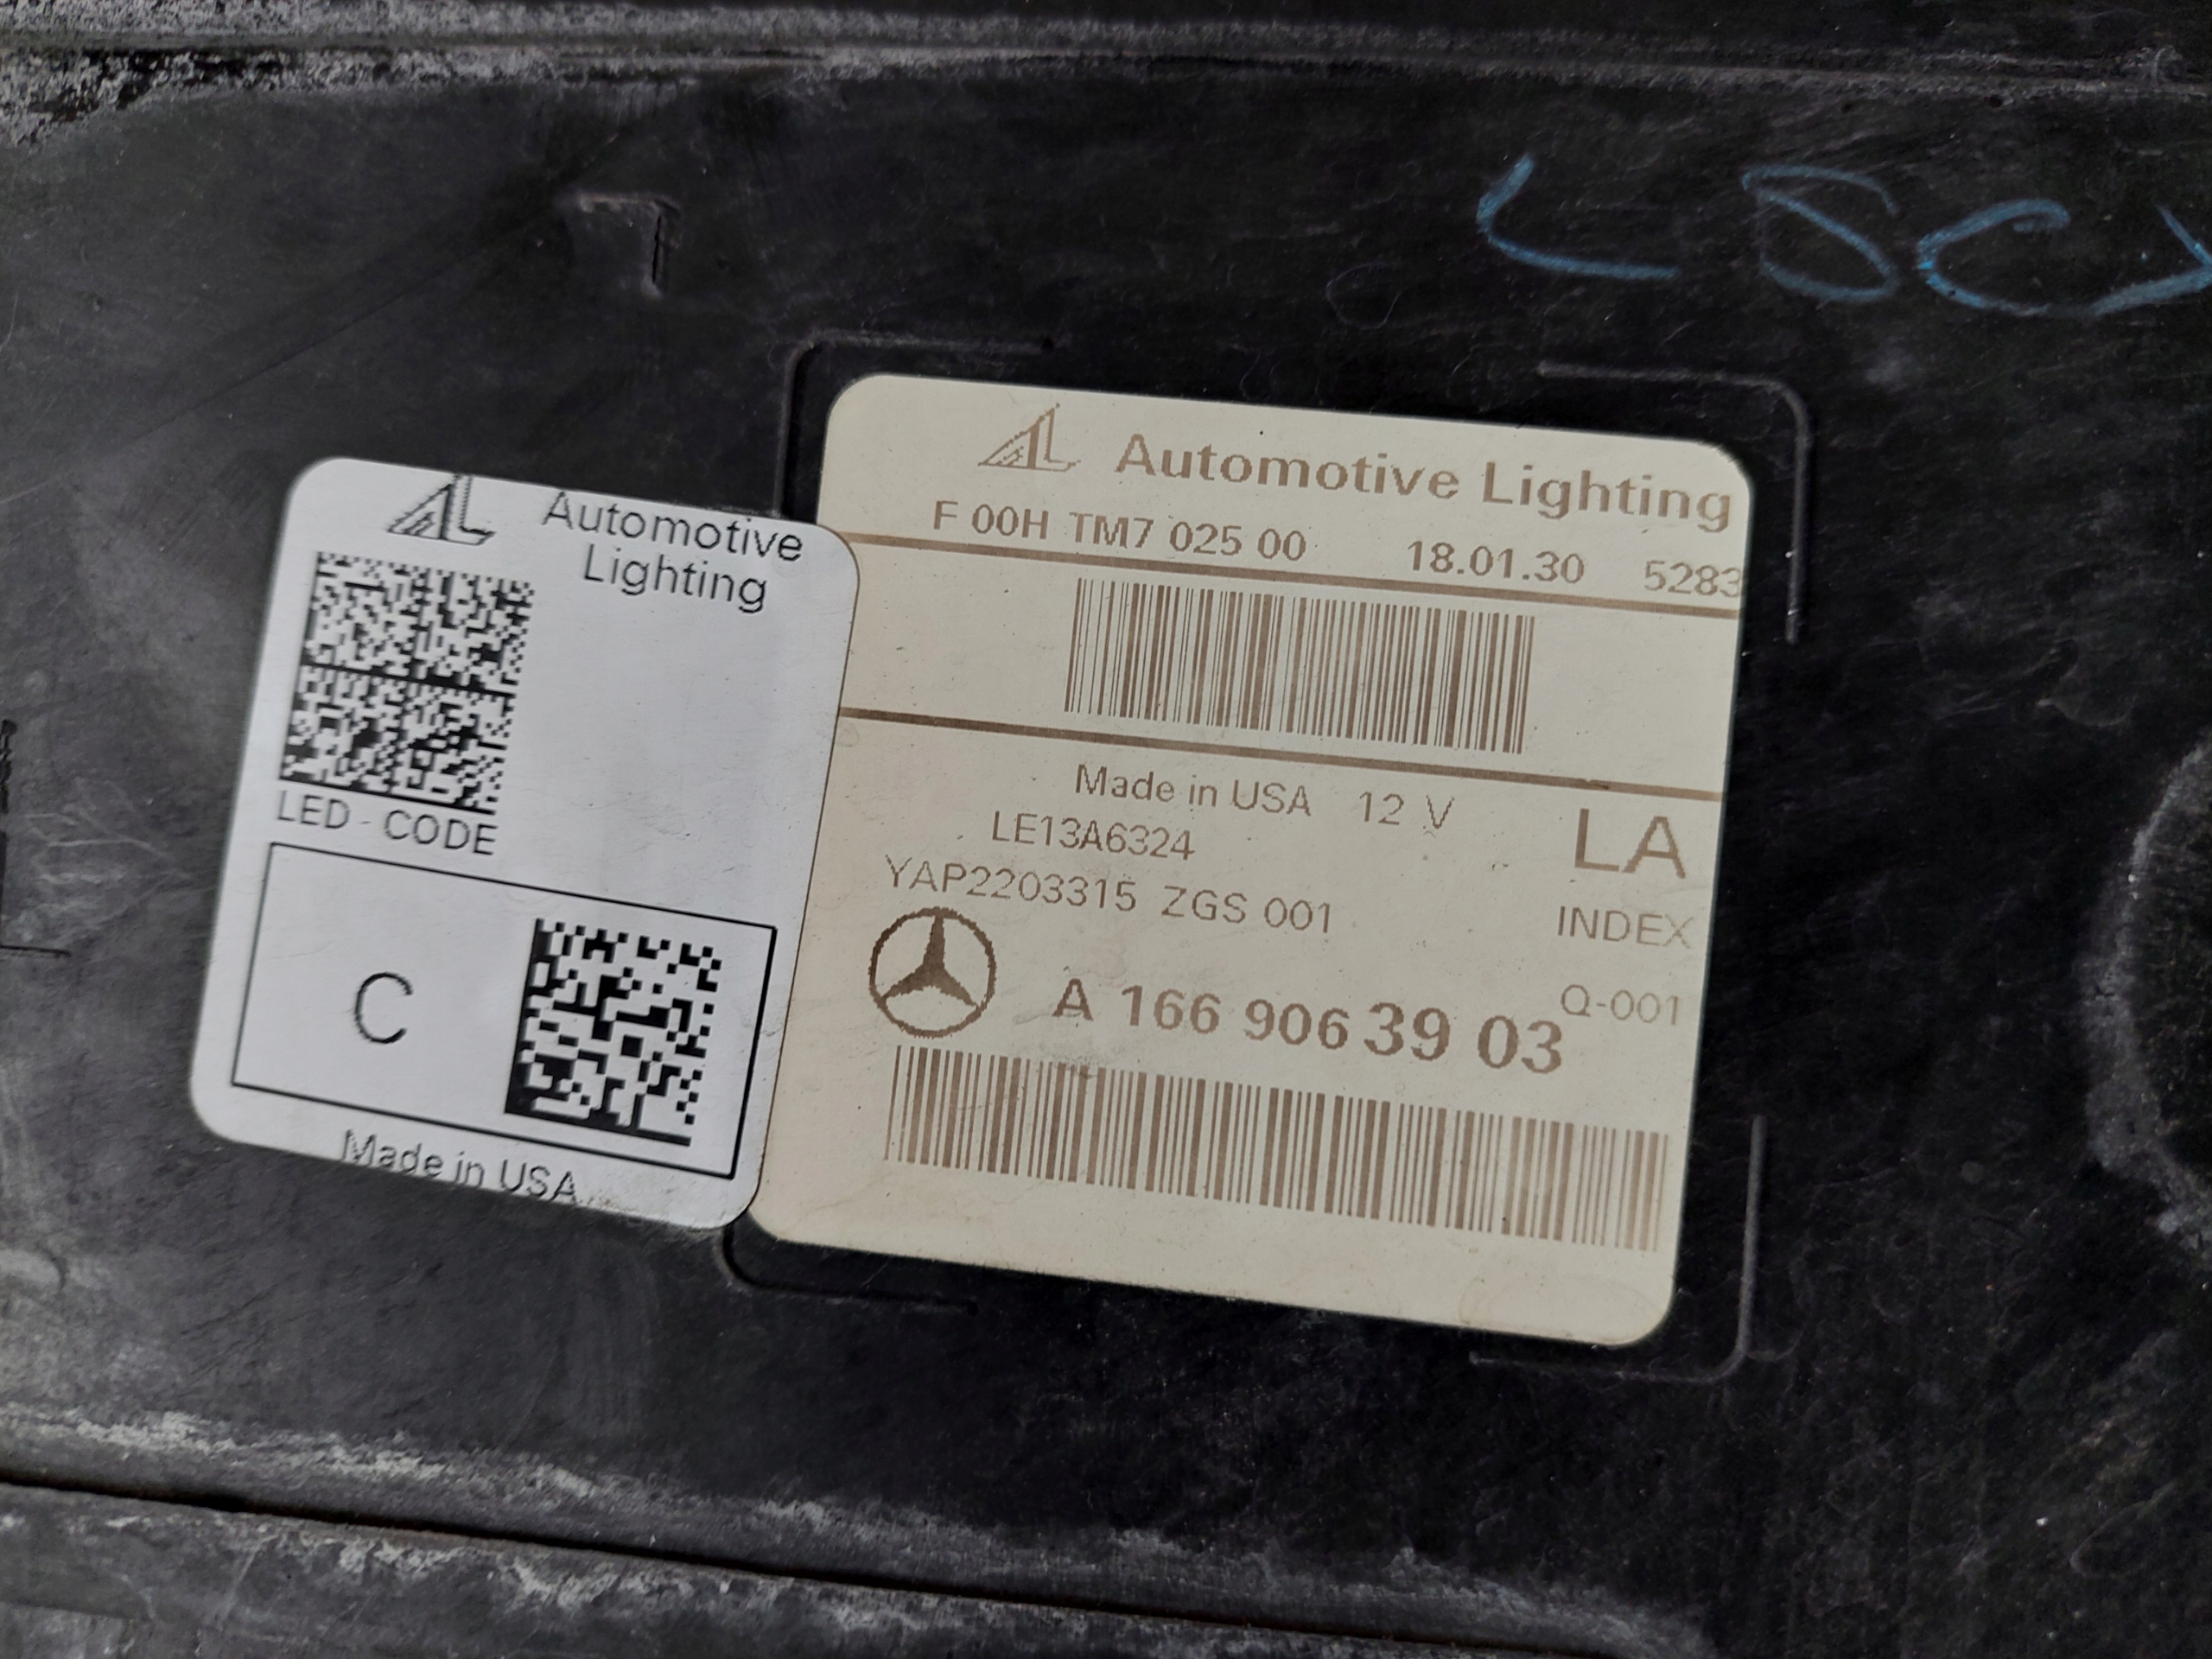 Automotive Lighting
F 00H TM7 025 00 18.01.30 5283
Made in USA 12 V
LA
LE13A6324
YAP2203315 ZGS 001
INDEX
Q-001
A 166 906 39 03
Automotive
Lighting
LED - CODE
C
Made in USA